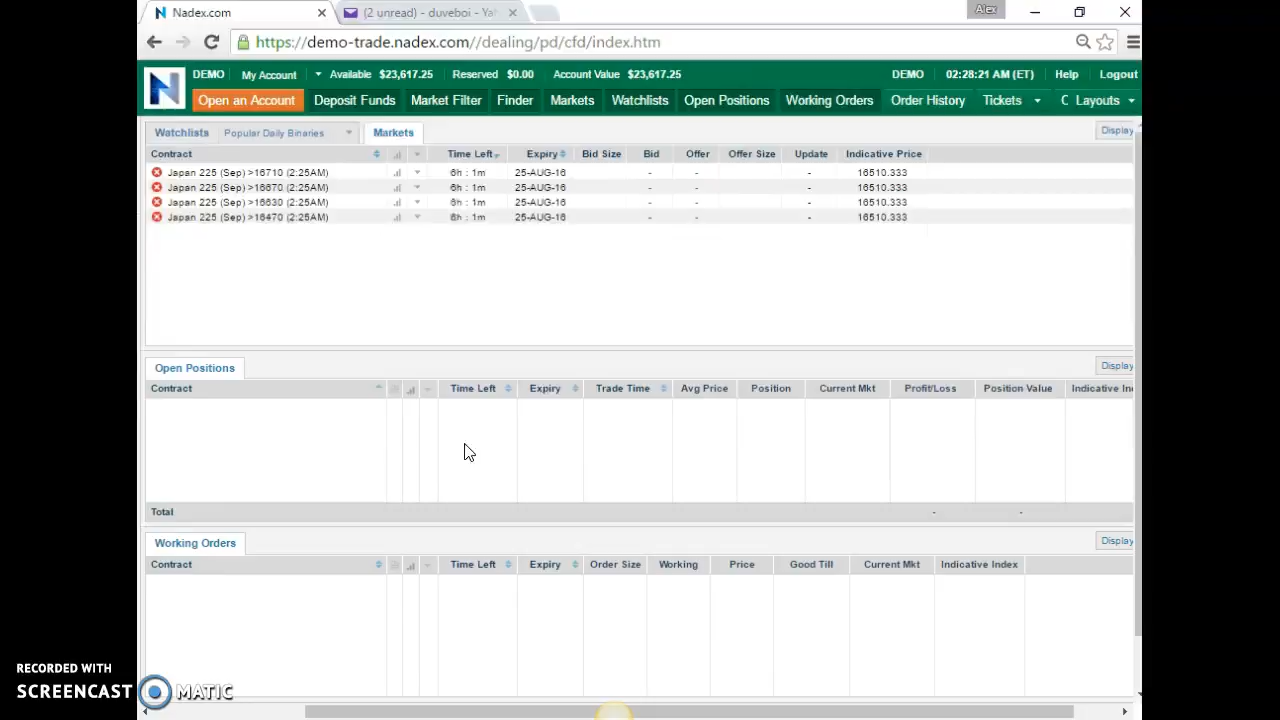 Nadex.com
(2 unread) - duveboi - Yah
Alex
https://demo-trade.nadex.com//dealing/pd/cfd/index.htm
N DEMO My Account Available $23,617.25 Reserved $0.00 Account Value $23,617.25 DEMO 02:28:21 AM (ET) Help Logout
Open an Account Deposit Funds Market Filter Finder Markets Watchlists Open Positions Working Orders Order History Tickets C Layouts
Watchlists Popular Daily Binaries Markets Display
Contract Time Left Expiry Bid Size Bid Offer Offer Size Update Indicative Price
Japan 225 (Sep) >16710 (2:25AM) 6h : 1m 25-AUG-16 - - - 16510.333
Japan 225 (Sep) >16670 (2:25AM) 6h : 1m 25-AUG-16 - - - 16510.333
Japan 225 (Sep) >16630 (2:25AM) 6h : 1m 25-AUG-16 - - - 16510.333
Japan 225 (Sep) >16470 (2:25AM) 6h : 1m 25-AUG-16 - - - 16510.333
Open Positions Display
Contract Time Left Expiry Trade Time Avg Price Position Current Mkt Profit/Loss Position Value Indicative In
Total - -
Working Orders Display
Contract Time Left Expiry Order Size Working Price Good Till Current Mkt Indicative Index
RECORDED WITH
SCREENCAST MATIC